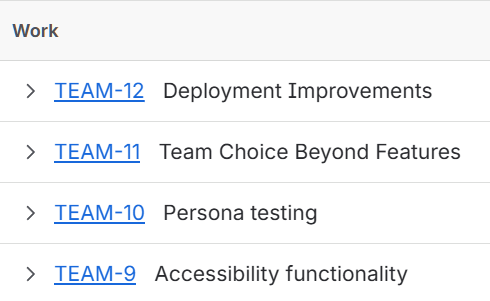 Work
TEAM-12 Deployment Improvements
TEAM-11 Team Choice Beyond Features
TEAM-10 Persona testing
TEAM-9 Accessibility functionality